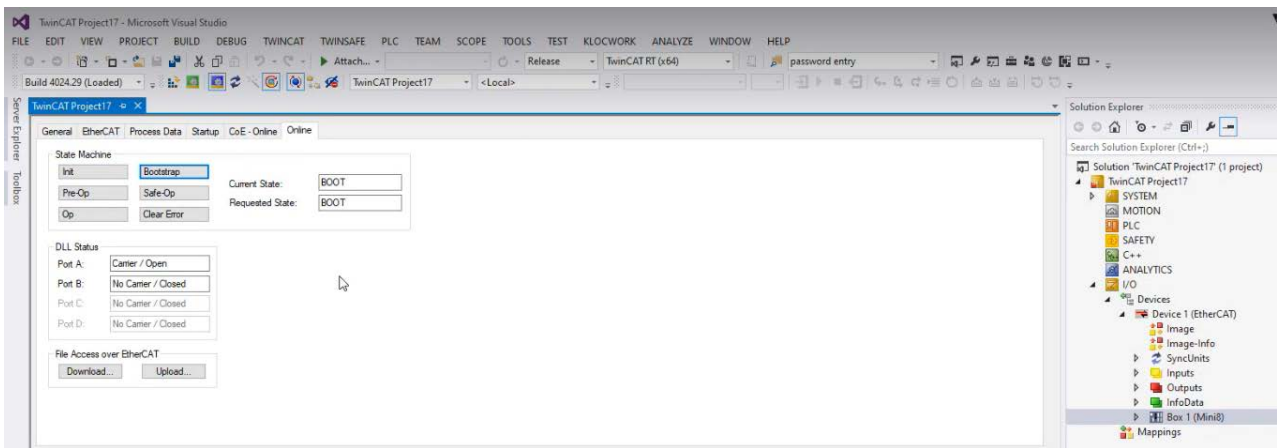 TwinCAT Project17 - Microsoft Visual Studio
FILE EDIT VIEW PROJECT BUILD DEBUG TWINCAT TWINSAFE PLC TEAM SCOPE TOOLS TEST KLOCWORK ANALYZE WINDOW HELP
Attach... Release TwinCAT RT (x64) password entry
Build 4024.29 (Loaded) TwinCAT Project17 <Local>
Server Explorer
Toolbox
TwinCAT Project17
General EtherCAT Process Data Startup CoE - Online Online
State Machine
Init Bootstrap
Pre-Op Safe-Op
Op Clear Error
Current State: BOOT
Requested State: BOOT
DLL Status
Port A: Carrier / Open
Port B: No Carrier / Closed
Port C: No Carrier / Closed
Port D: No Carrier / Closed
File Access over EtherCAT
Download... Upload...
Solution Explorer
Search Solution Explorer (Ctrl+;)
Solution 'TwinCAT Project17' (1 project)
TwinCAT Project17
SYSTEM
MOTION
PLC
SAFETY
C++
ANALYTICS
I/O
Devices
Device 1 (EtherCAT)
Image
Image-Info
SyncUnits
Inputs
Outputs
InfoData
Box 1 (Mini8)
Mappings